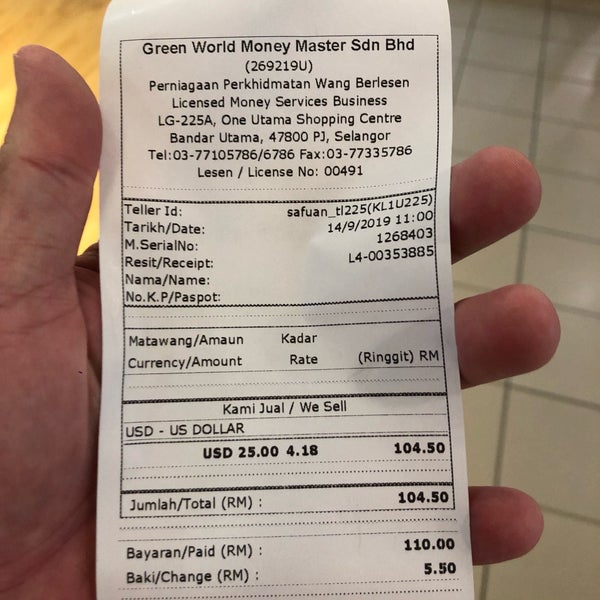 Green World Money Master Sdn Bhd
(269219U)
Perniagaan Perkhidmatan Wang Berlesen
Licensed Money Services Business
LG-225A, One Utama Shopping Centre
Bandar Utama, 47800 PJ, Selangor
Tel:03-77105786/6786 Fax:03-77335786
Lesen / License No: 00491
Teller Id: safuan_tl225(KL1U225)
Tarikh/Date: 14/9/2019 11:00
M.SerialNo: 1268403
Resit/Receipt: L4-00353885
Nama/Name:
No.K.P/Paspot:
Matawang/Amaun Kadar
Currency/Amount Rate (Ringgit) RM
Kami Jual / We Sell
USD - US DOLLAR
USD 25.00 4.18 104.50
Jumlah/Total (RM) : 104.50
Bayaran/Paid (RM) : 110.00
Baki/Change (RM) : 5.50